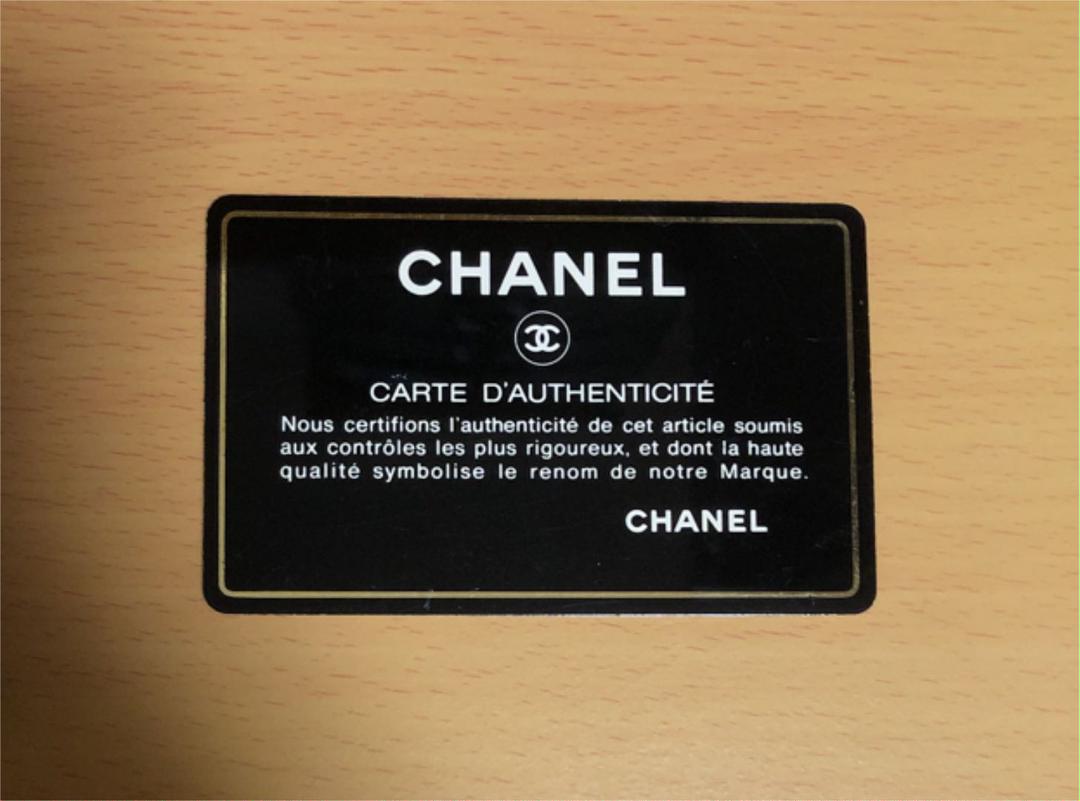 CHANEL
CARTE D'AUTHENTICITÉ
Nous certifions l'authenticité de cet article soumis
aux contrôles les plus rigoureux, et dont la haute
qualité symbolise le renom de notre Marque.
CHANEL